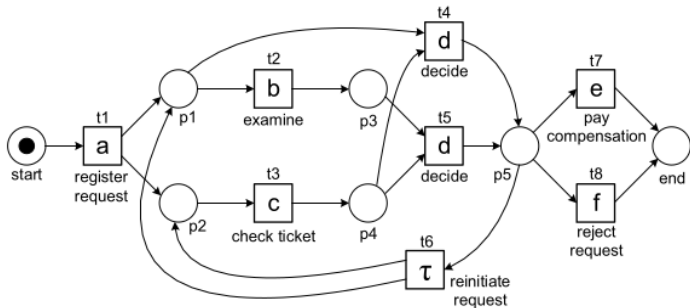 t4
d
decide
t2
b
examine
t7
e
pay
compensation
p1
p3
t1
a
register
request
start
t5
d
decide
p5
end
t3
c
check ticket
p2
p4
t8
f
reject
request
t6
τ
reinitiate
request